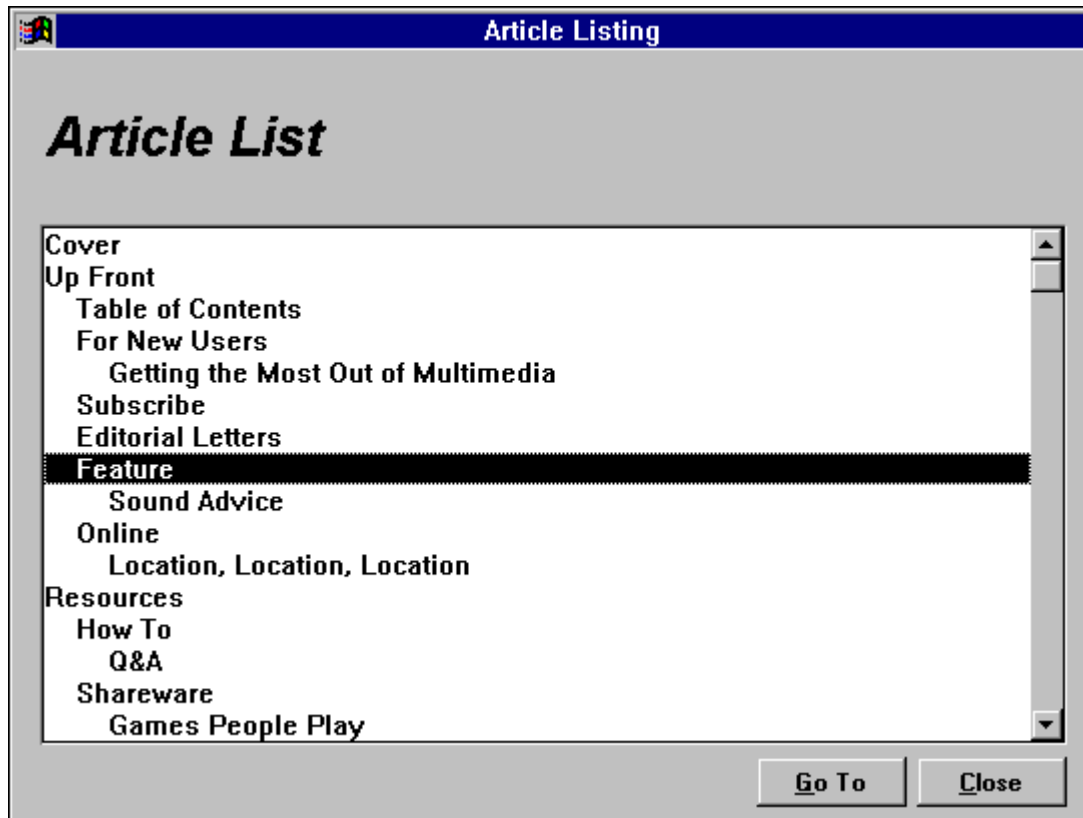 Article Listing
Article List
Cover
Up Front
Table of Contents
For New Users
Getting the Most Out of Multimedia
Subscribe
Editorial Letters
Feature
Sound Advice
Online
Location, Location, Location
Resources
How To
Q&A
Shareware
Games People Play
Go To Close